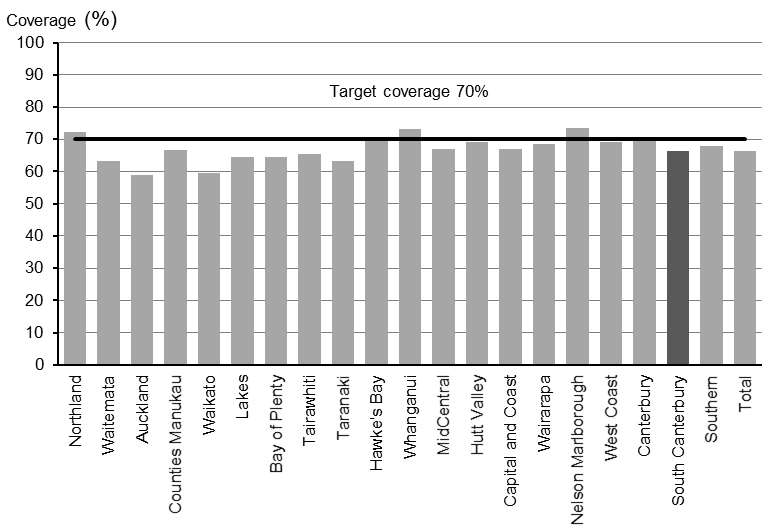 Coverage (%)
100
90
80
Target coverage 70%
70
60
50
40
30
20
10
0
Northland
Waitemata
Auckland
Counties Manukau
Waikato
Lakes
Bay of Plenty
Tairawhiti
Taranaki
Hawke's Bay
Whanganui
MidCentral
Hutt Valley
Capital and Coast
Wairarapa
Nelson Marlborough
West Coast
Canterbury
South Canterbury
Southern
Total